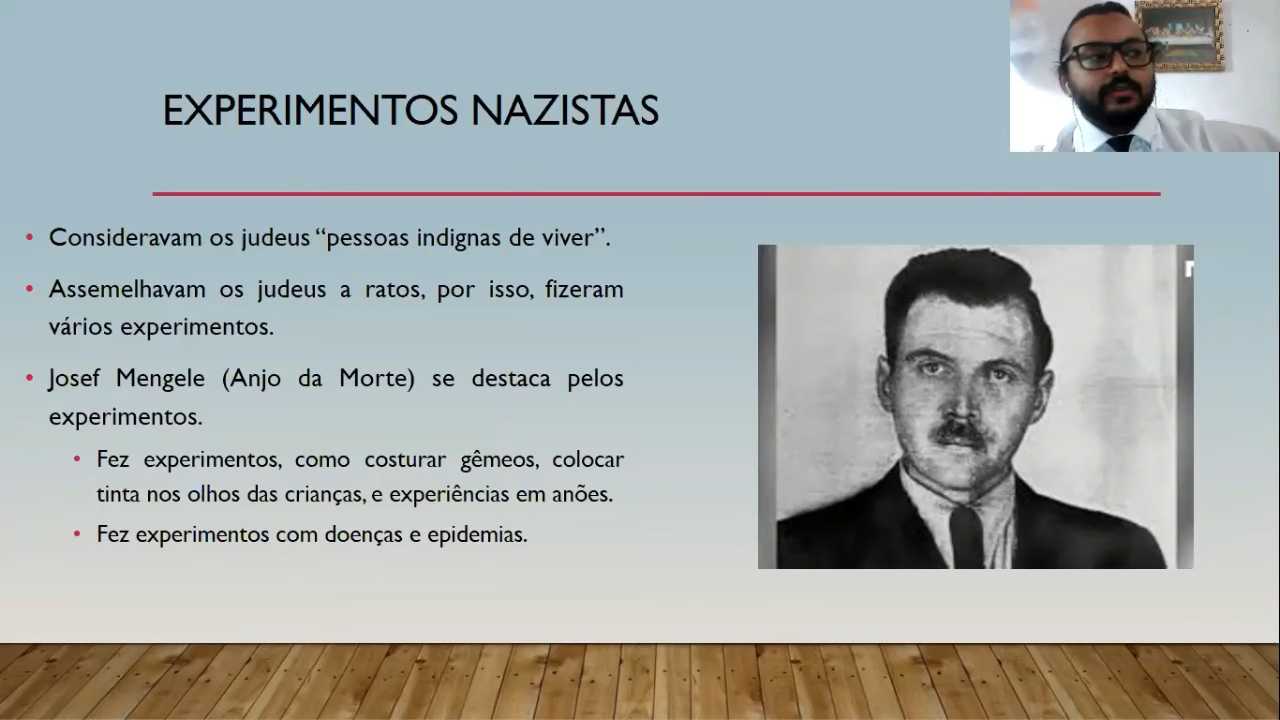 EXPERIMENTOS NAZISTAS
• Consideravam os judeus “pessoas indignas de viver”.
• Assemelhavam os judeus a ratos, por isso, fizeram
vários experimentos.
• Josef Mengele (Anjo da Morte) se destaca pelos
experimentos.
• Fez experimentos, como costurar gêmeos, colocar
tinta nos olhos das crianças, e experiências em anões.
• Fez experimentos com doenças e epidemias.